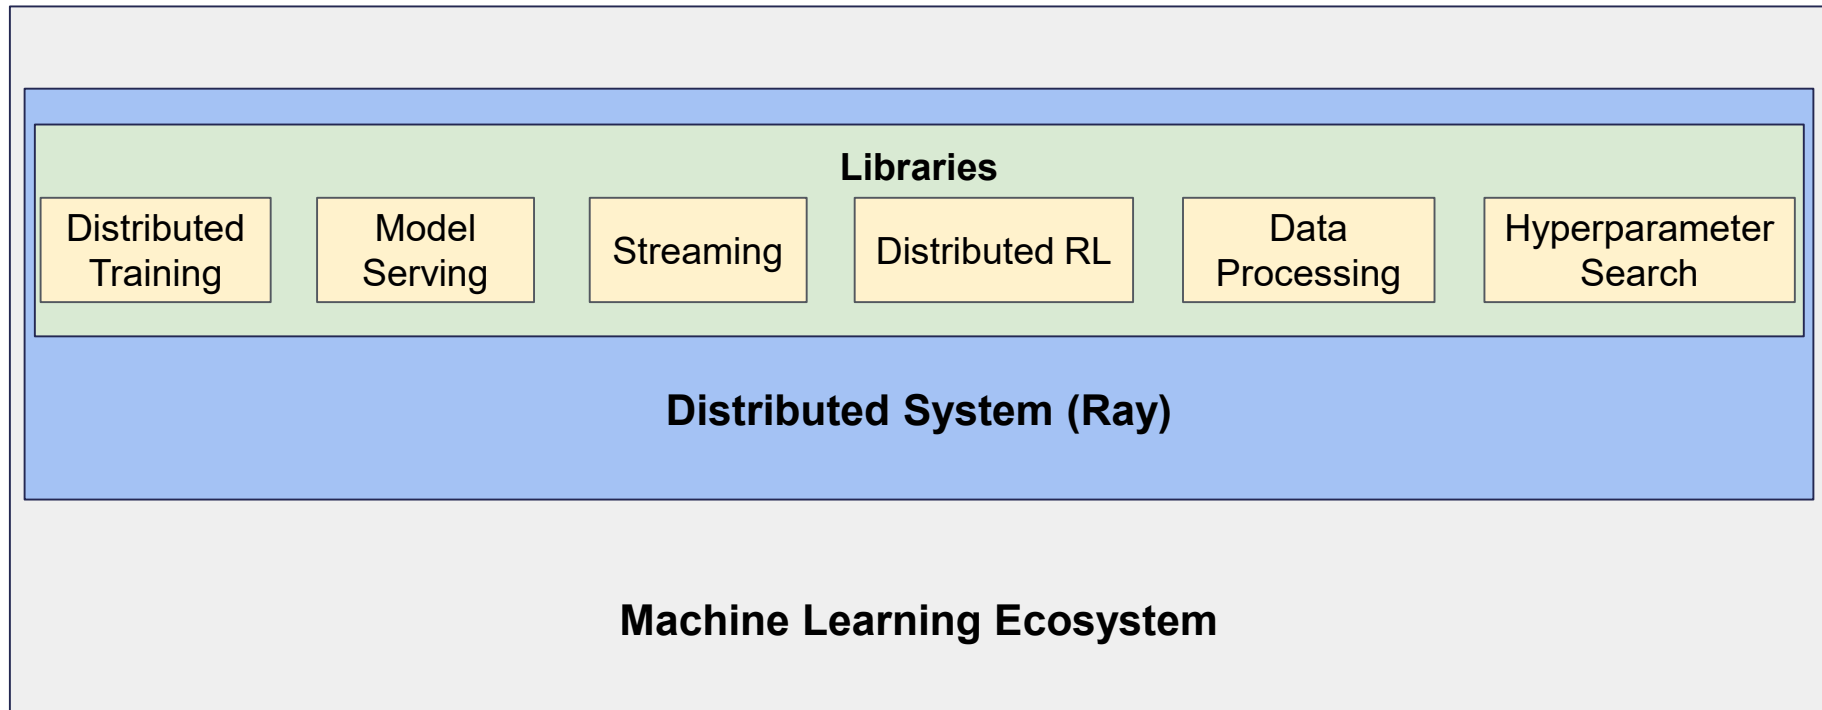 Libraries
Distributed
Training
Model
Serving
Streaming
Distributed RL
Data
Processing
Hyperparameter
Search
Distributed System (Ray)
Machine Learning Ecosystem